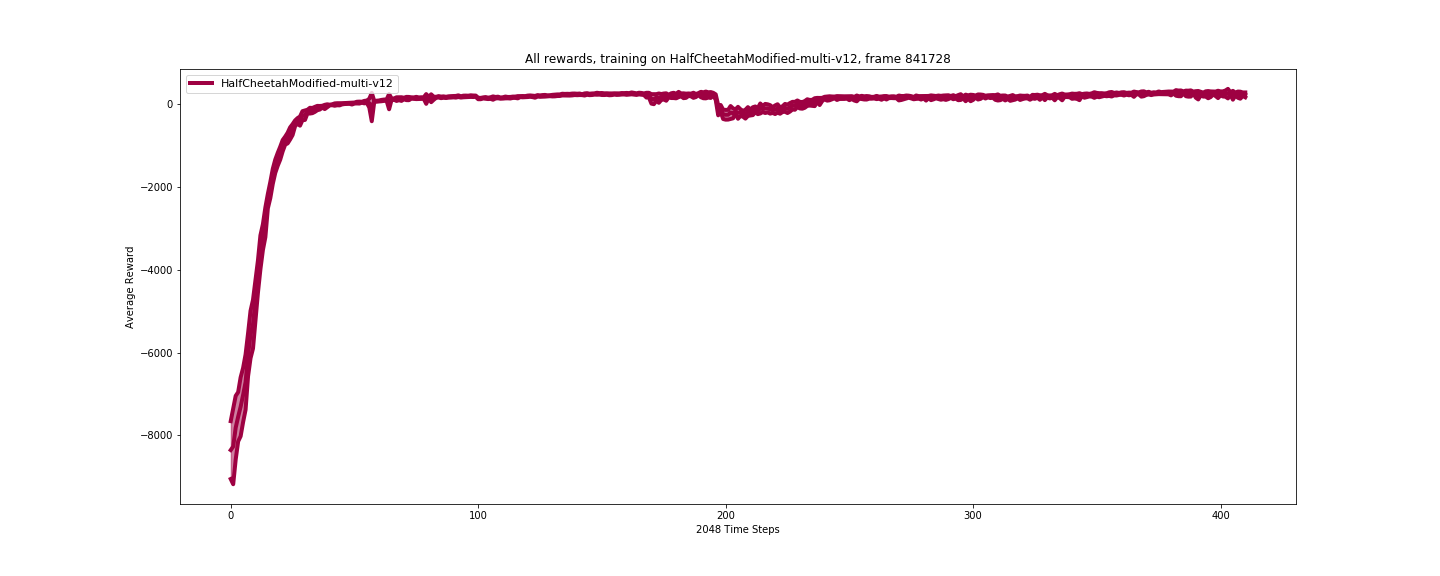 All rewards, training on HalfCheetahModified-multi-v12, frame 841728
HalfCheetahModified-multi-v12
0
−2000
−4000
−6000
−8000
Average Reward
0 100 200 300 400
2048 Time Steps